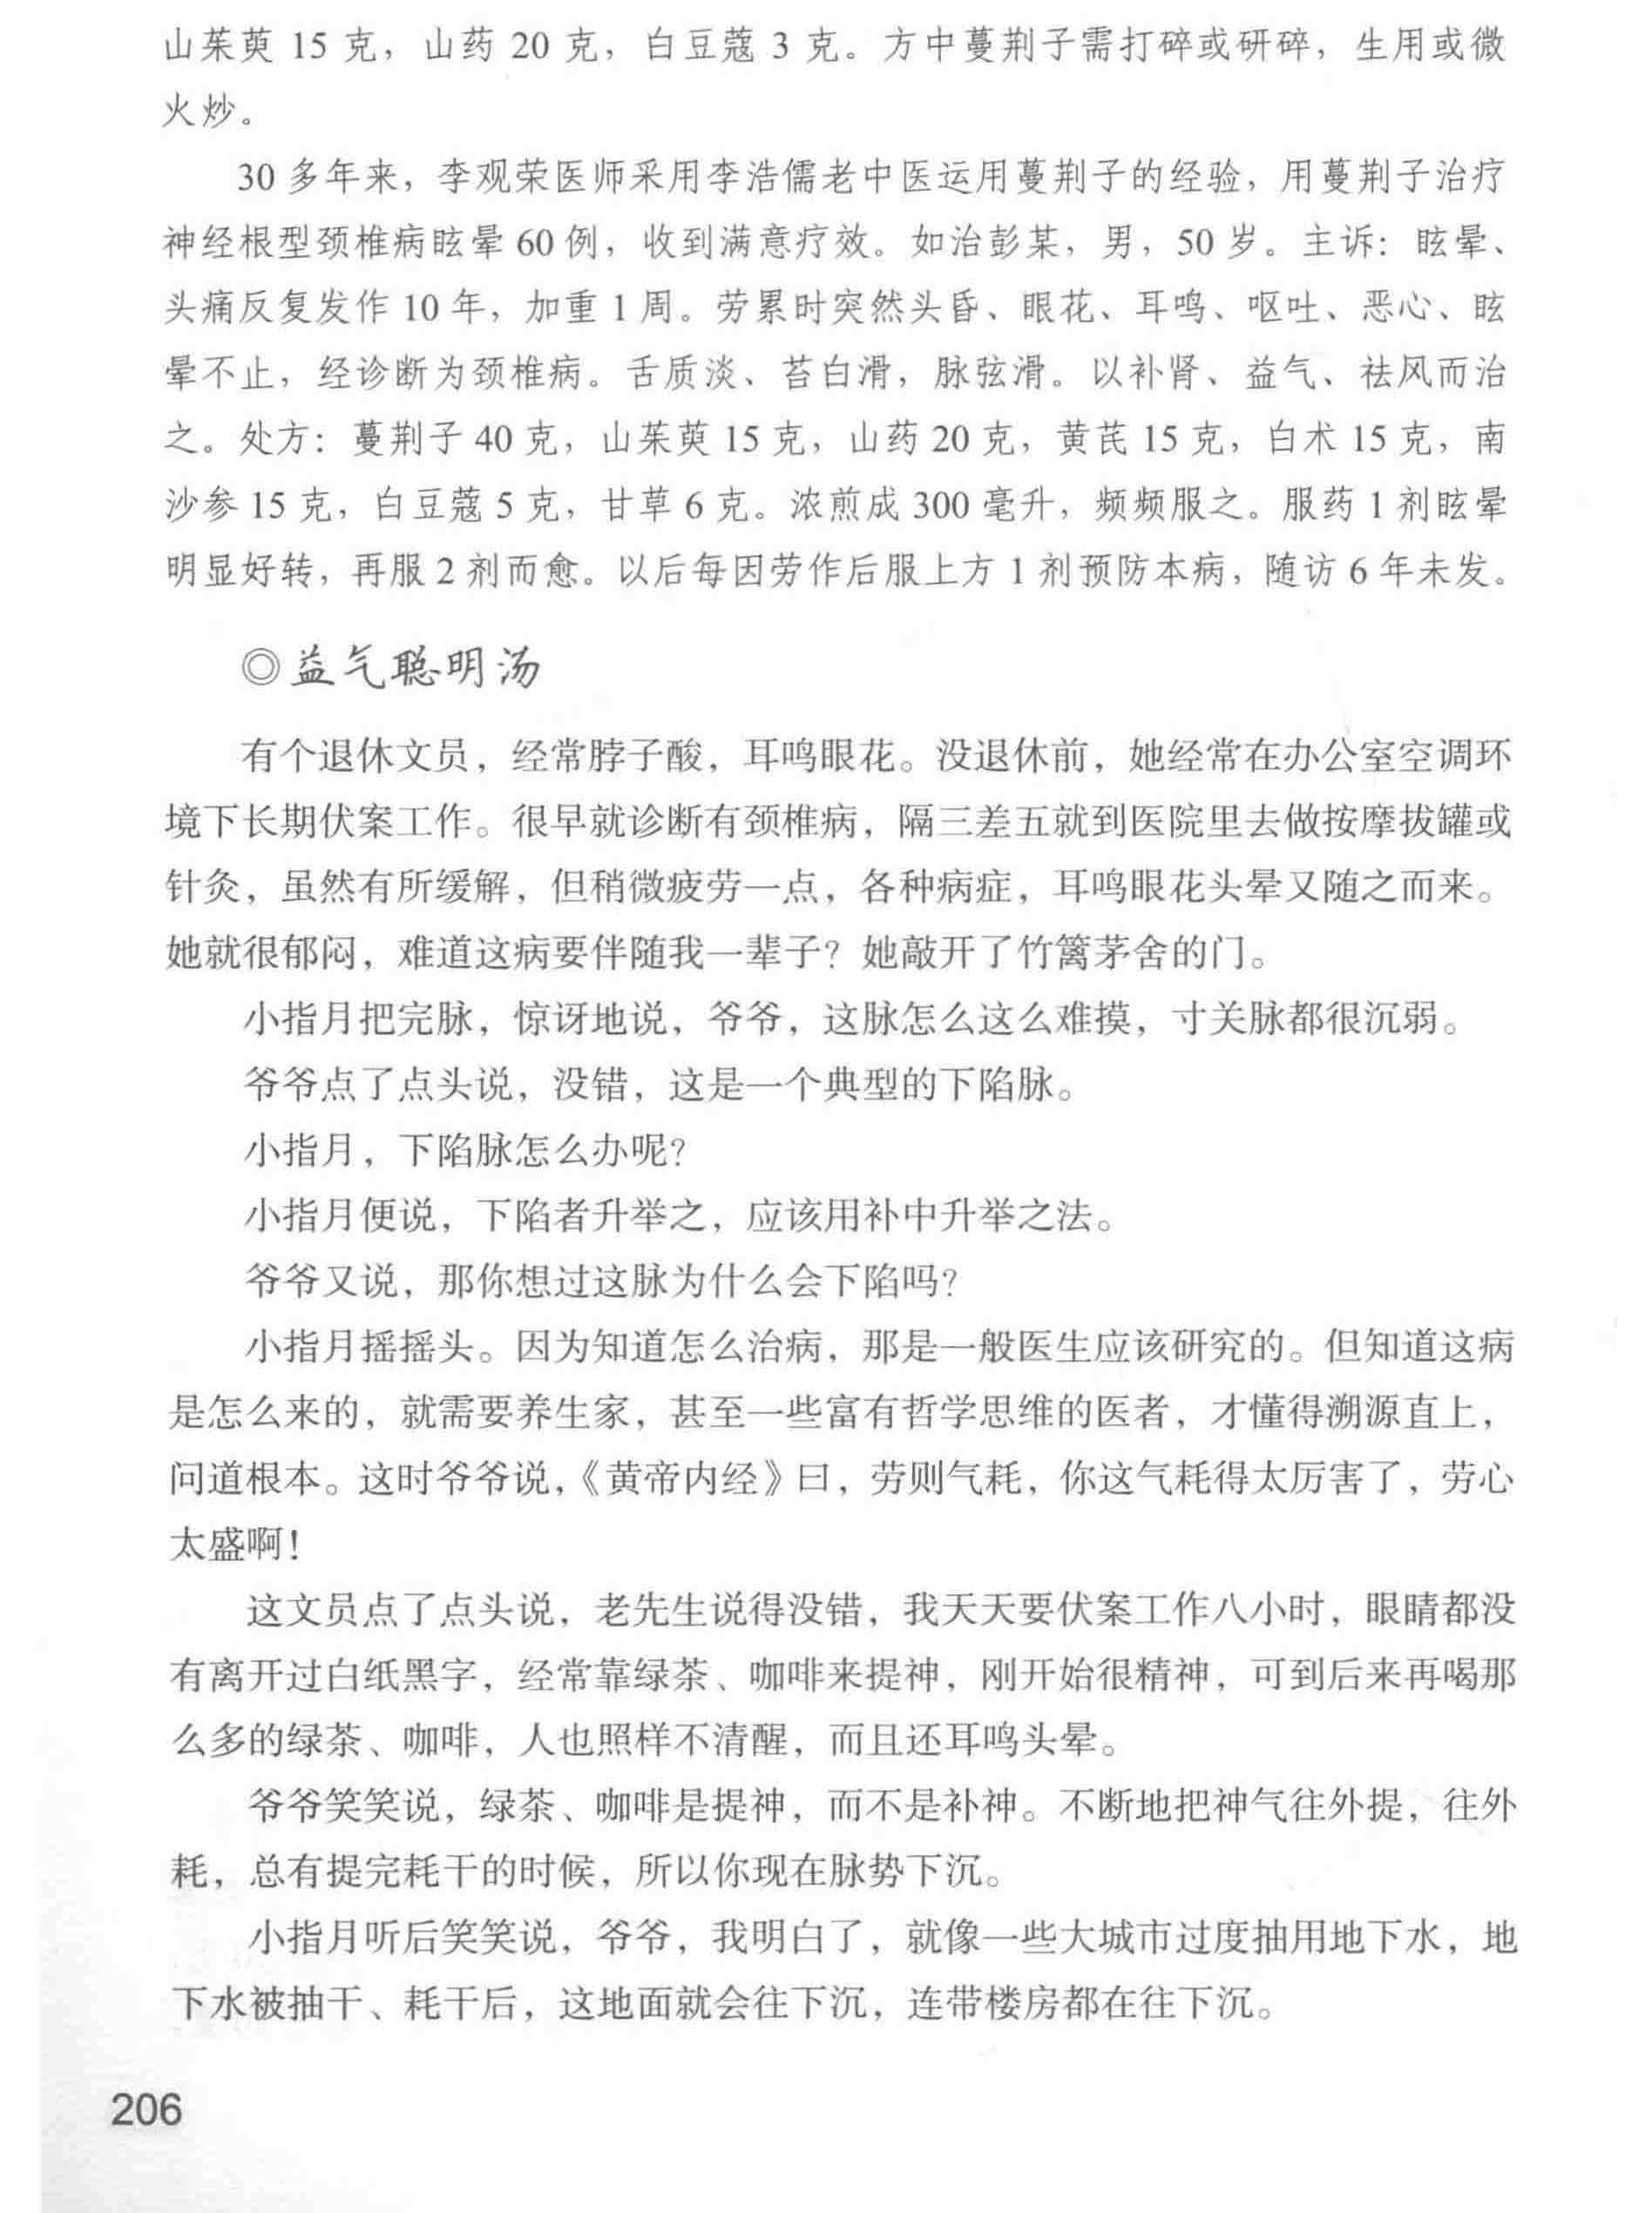 山茱萸 15 克，山药 20 克，白豆蔻 3 克。方中蔓荆子需打碎或研碎，生用或微
火炒。
30 多年来，李观荣医师采用李浩儒老中医运用蔓荆子的经验，用蔓荆子治疗
神经根型颈椎病眩晕 60 例，收到满意疗效。如治彭某，男，50 岁。主诉：眩晕、
头痛反复发作 10 年，加重 1 周。劳累时突然头昏、眼花、耳鸣、呕吐、恶心、眩
晕不止，经诊断为颈椎病。舌质淡、苔白滑，脉弦滑。以补肾、益气、祛风而治
之。处方：蔓荆子 40 克，山茱萸 15 克，山药 20 克，黄芪 15 克，白术 15 克，南
沙参 15 克，白豆蔻 5 克，甘草 6 克。浓煎成 300 毫升，频频服之。服药 1 剂眩晕
明显好转，再服 2 剂而愈。以后每因劳作后服上方 1 剂预防本病，随访 6 年未发。
◎益气聪明汤
有个退休文员，经常脖子酸，耳鸣眼花。没退休前，她经常在办公室空调环
境下长期伏案工作。很早就诊断有颈椎病，隔三差五就到医院里去做按摩拔罐或
针灸，虽然有所缓解，但稍微疲劳一点，各种病症，耳鸣眼花头晕又随之而来。
她就很郁闷，难道这病要伴随我一辈子？她敲开了竹篱茅舍的门。
小指月把完脉，惊讶地说，爷爷，这脉怎么这么难摸，寸关脉都很沉弱。
爷爷点了点头说，没错，这是一个典型的下陷脉。
小指月，下陷脉怎么办呢？
小指月便说，下陷者升举之，应该用补中升举之法。
爷爷又说，那你想过这脉为什么会下陷吗？
小指月摇摇头。因为知道怎么治病，那是一般医生应该研究的。但知道这病
是怎么来的，就需要养生家，甚至一些富有哲学思维的医者，才懂得溯源直上，
问道根本。这时爷爷说，《黄帝内经》曰，劳则气耗，你这气耗得太厉害了，劳心
太盛啊！
这文员点了点头说，老先生说得没错，我天天要伏案工作八小时，眼睛都没
有离开过白纸黑字，经常靠绿茶、咖啡来提神，刚开始很精神，可到后来再喝那
么多的绿茶、咖啡，人也照样不清醒，而且还耳鸣头晕。
爷爷笑笑说，绿茶、咖啡是提神，而不是补神。不断地把神气往外提，往外
耗，总有提完耗干的时候，所以你现在脉势下沉。
小指月听后笑笑说，爷爷，我明白了，就像一些大城市过度抽用地下水，地
下水被抽干、耗干后，这地面就会往下沉，连带楼房都在往下沉。
206